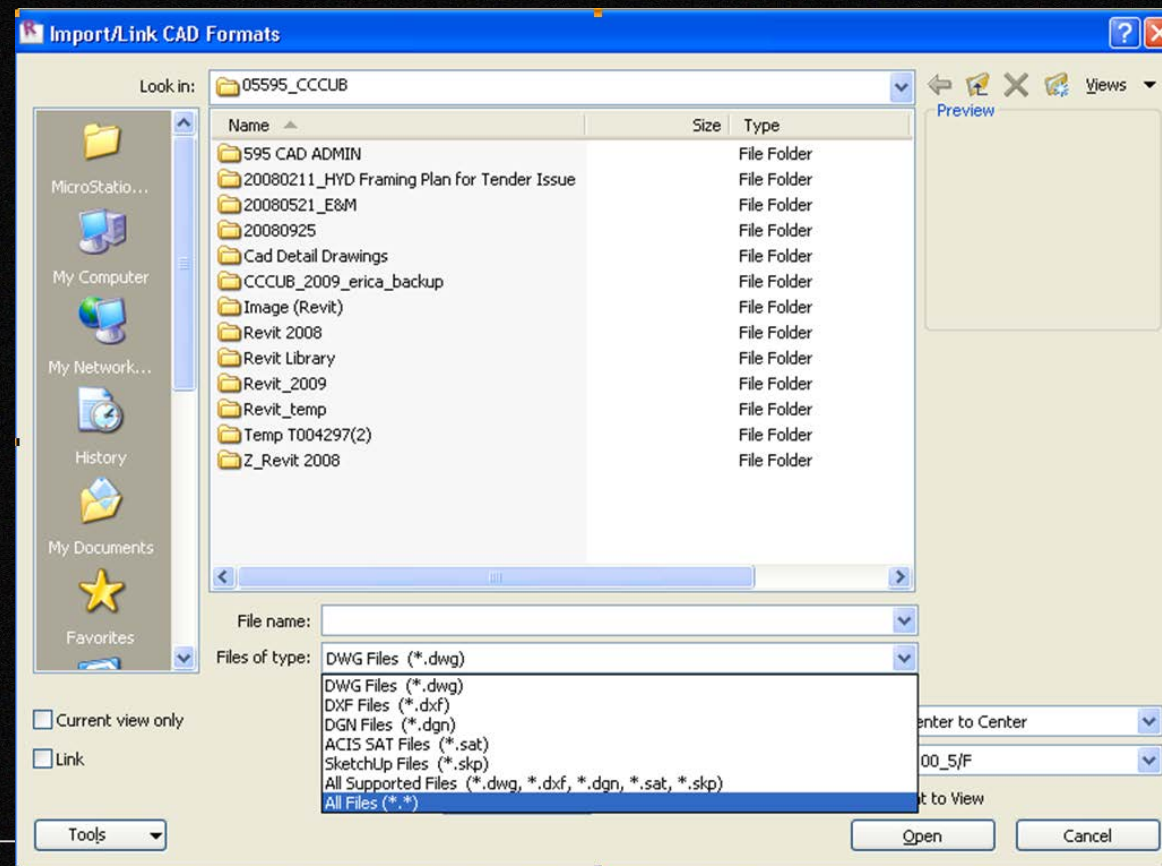 Import/Link CAD Formats
Look in: 05595_CCCUB Views
Preview
Name Size Type
595 CAD ADMIN File Folder
20080211_HYD Framing Plan for Tender Issue File Folder
20080521_E&M File Folder
20080925 File Folder
Cad Detail Drawings File Folder
CCCUB_2009_erica_backup File Folder
Image (Revit) File Folder
Revit 2008 File Folder
Revit Library File Folder
Revit_2009 File Folder
Revit_temp File Folder
Temp T004297(2) File Folder
Z_Revit 2008 File Folder
MicroStatio...
My Computer
My Network...
History
My Documents
Favorites
File name:
Files of type: DWG Files (*.dwg)
DWG Files (*.dwg)
DXF Files (*.dxf)
DGN Files (*.dgn)
ACIS SAT Files (*.sat)
SketchUp Files (*.skp)
All Supported Files (*.dwg, *.dxf, *.dgn, *.sat, *.skp)
All Files (*.*)
Current view only
Link
enter to Center
00_5/F
t to View
Tools
Open
Cancel